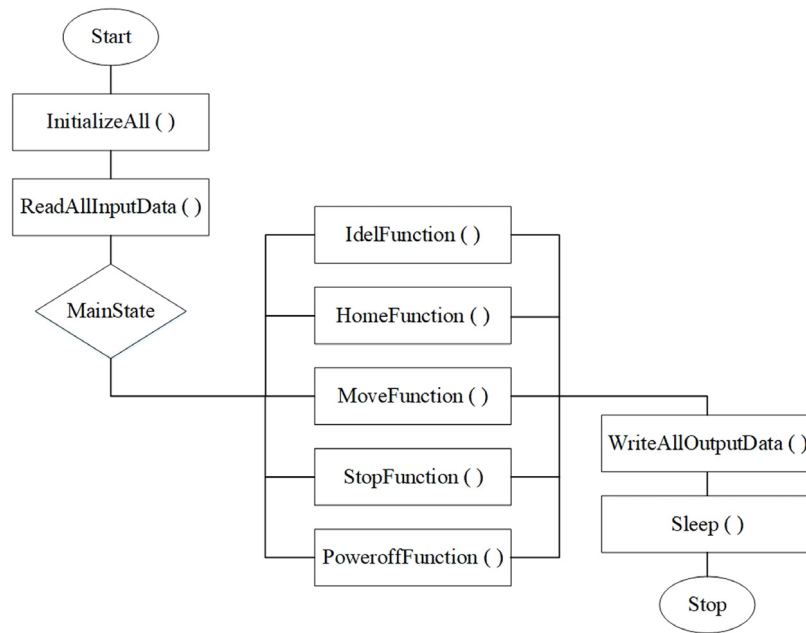 Start
InitializeAll ( )
ReadAllInputData ( )
MainState
IdelFunction ( )
HomeFunction ( )
MoveFunction ( )
StopFunction ( )
PoweroffFunction ( )
WriteAllOutputData ( )
Sleep ( )
Stop